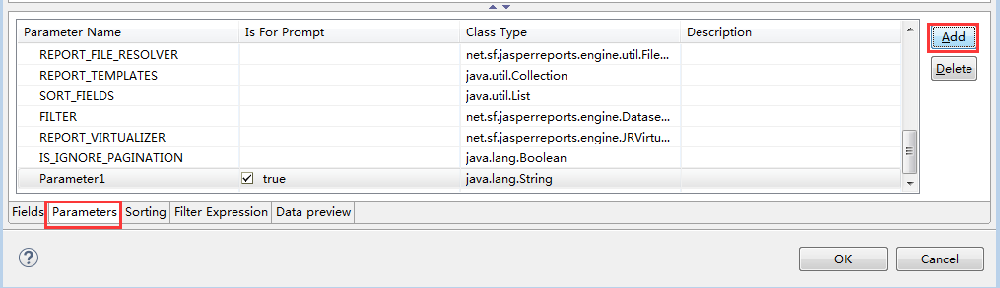 Parameter Name Is For Prompt Class Type Description
REPORT_FILE_RESOLVER net.sf.jasperreports.engine.util.File...
REPORT_TEMPLATES java.util.Collection
SORT_FIELDS java.util.List
FILTER net.sf.jasperreports.engine.Datase...
REPORT_VIRTUALIZER net.sf.jasperreports.engine.JRVirtu...
IS_IGNORE_PAGINATION java.lang.Boolean
Parameter1 true java.lang.String
Add
Delete
Fields Parameters Sorting Filter Expression Data preview
? OK Cancel